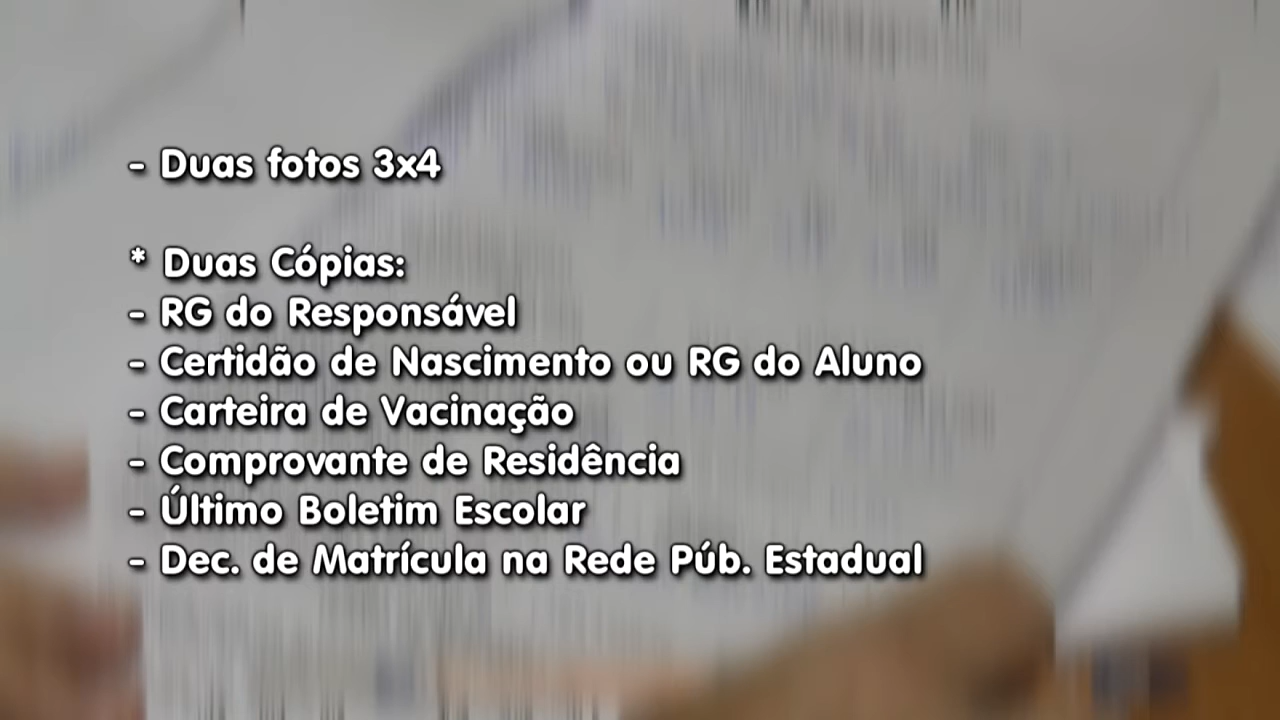 - Duas fotos 3x4
* Duas Cópias:
- RG do Responsável
- Certidão de Nascimento ou RG do Aluno
- Carteira de Vacinação
- Comprovante de Residência
- Último Boletim Escolar
- Dec. de Matrícula na Rede Púb. Estadual